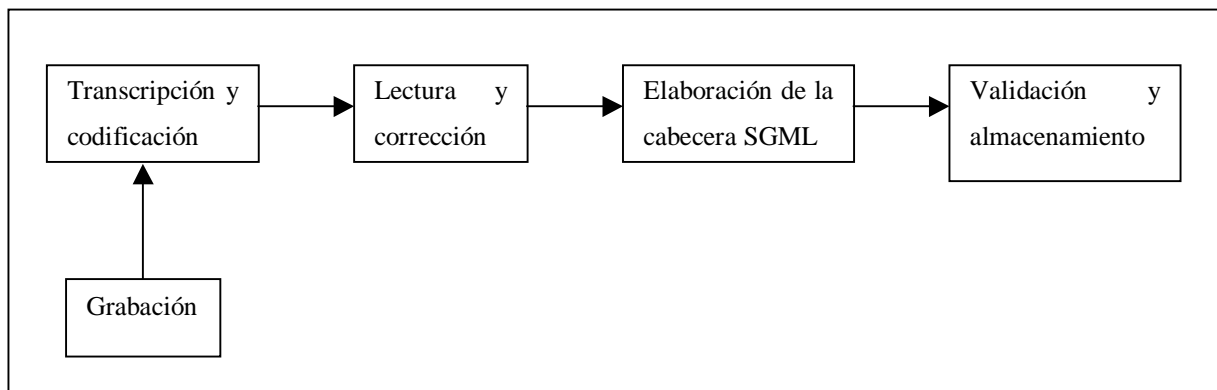 Transcripción y
codificación
Lectura y
corrección
Elaboración de la
cabecera SGML
Validación y
almacenamiento
Grabación